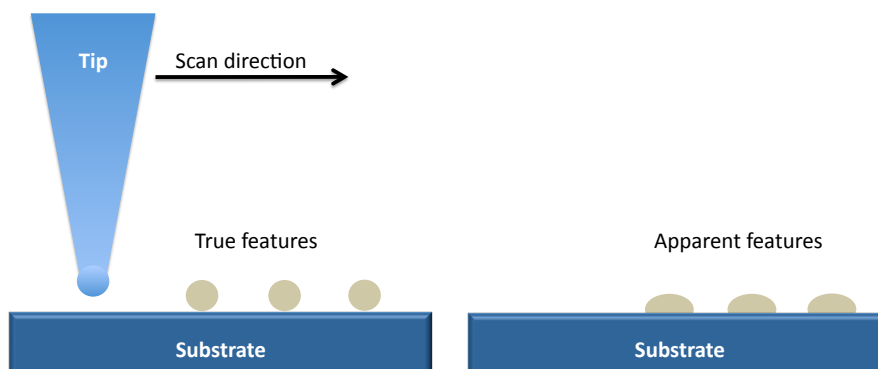 Tip
Scan direction
True features
Apparent features
Substrate
Substrate